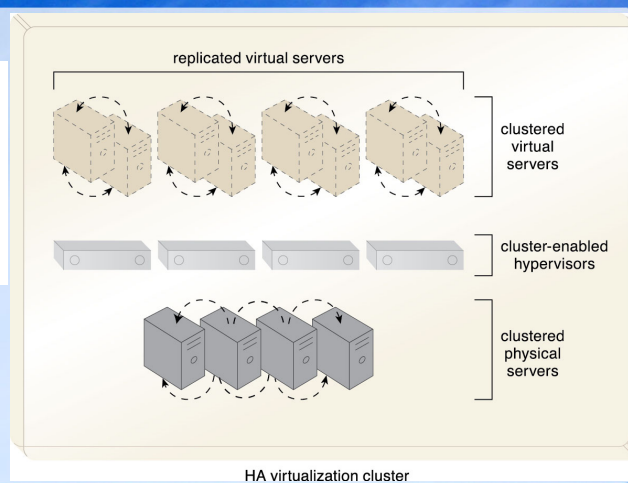 replicated virtual servers
clustered
virtual
servers
cluster-enabled
hypervisors
clustered
physical
servers
HA virtualization cluster